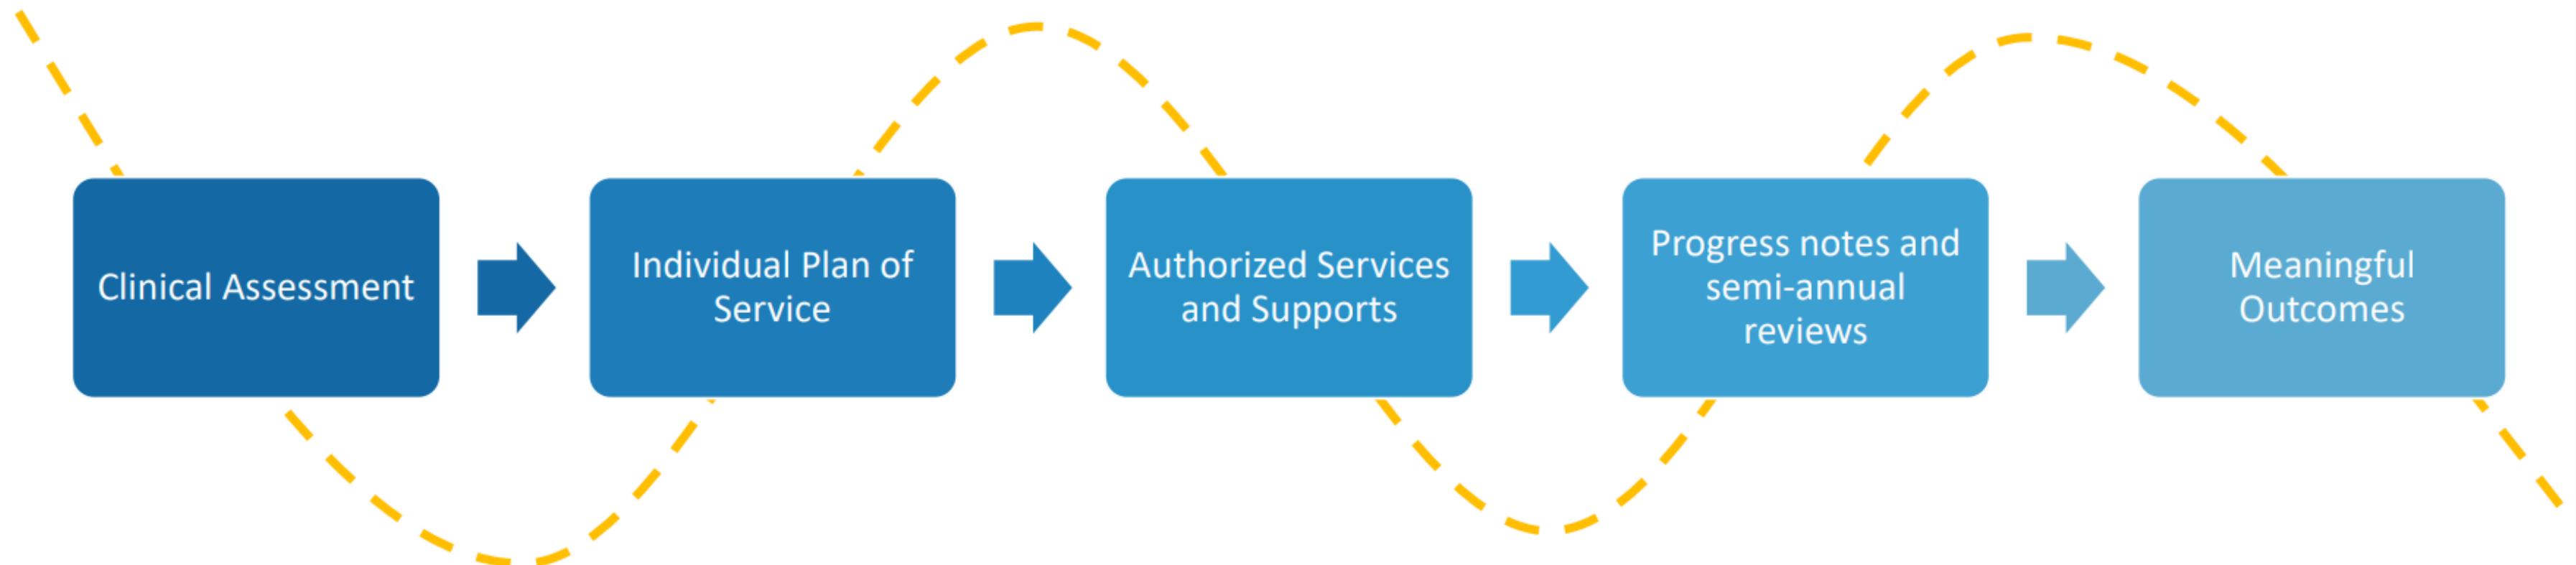 Clinical Assessment
Individual Plan of
Service
Authorized Services
and Supports
Progress notes and
semi-annual
reviews
Meaningful
Outcomes